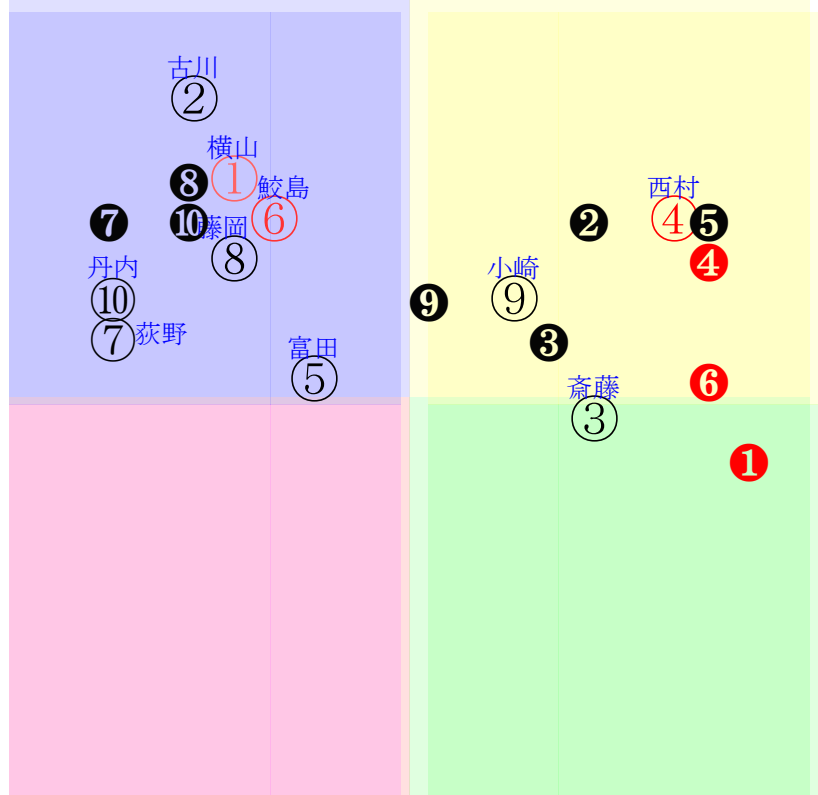 古川
②
横山
❽ ① 鮫島 西村
❼ ❿ 藤岡 ⑥ ❷ ④ ❺
⑧ ❹
丹内 小崎
⑩ ❾ ⑨
⑦ 荻野 ❸
富田
⑤ 斎藤 ❻
③
❶